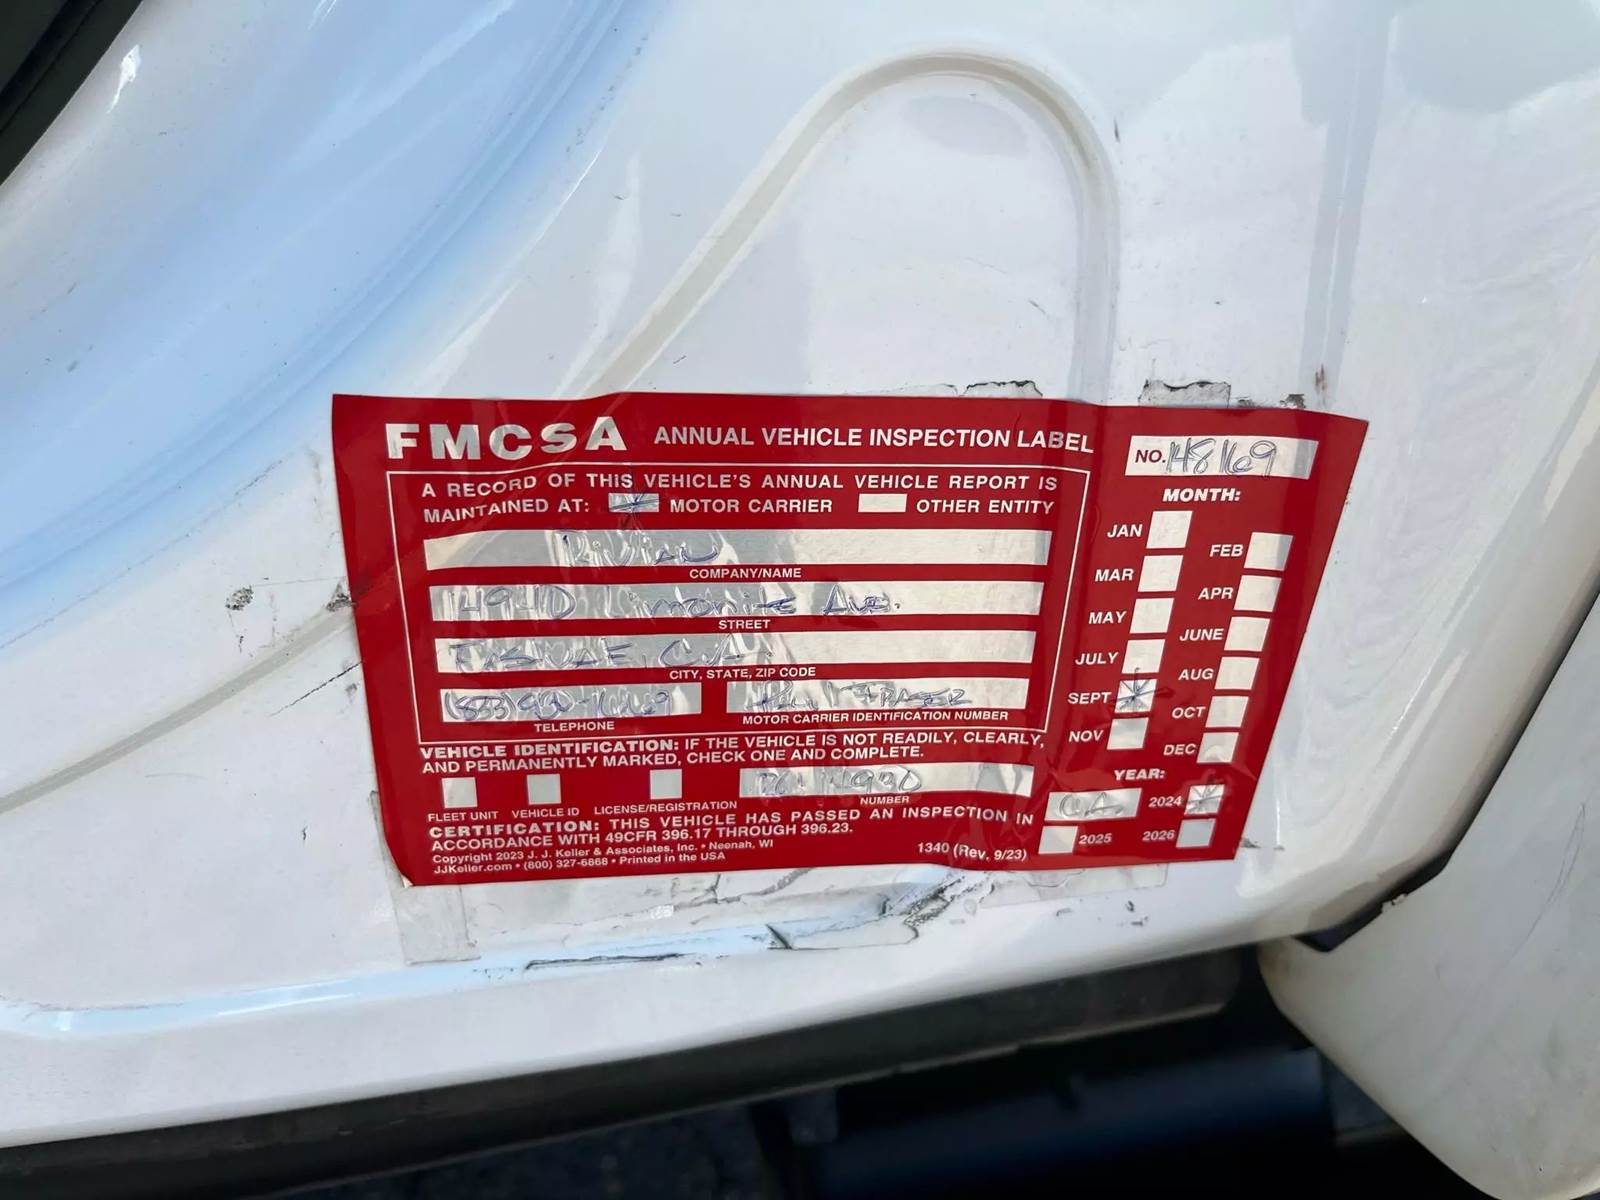 FMCSA ANNUAL VEHICLE INSPECTION LABEL
NO. 148169
A RECORD OF THIS VEHICLE'S ANNUAL VEHICLE REPORT IS
MAINTAINED AT: MOTOR CARRIER OTHER ENTITY
Rivian
COMPANY/NAME
14940 Limonite Ave.
STREET
CA
CITY, STATE, ZIP CODE
(833)
TELEPHONE
Fraser
MOTOR CARRIER IDENTIFICATION NUMBER
VEHICLE IDENTIFICATION: IF THE VEHICLE IS NOT READILY, CLEARLY,
AND PERMANENTLY MARKED, CHECK ONE AND COMPLETE.
FLEET UNIT VEHICLE ID LICENSE/REGISTRATION
NUMBER
CERTIFICATION: THIS VEHICLE HAS PASSED AN INSPECTION IN
ACCORDANCE WITH 49CFR 396.17 THROUGH 396.23.
Copyright 2023 J. J. Keller & Associates, Inc. • Neenah, WI
JJKeller.com • (800) 327-6868 • Printed in the USA
1340 (Rev. 9/23)
MONTH:
JAN FEB
MAR APR
MAY JUNE
JULY AUG
SEPT OCT
NOV DEC
YEAR:
CA. 2024
2025 2026